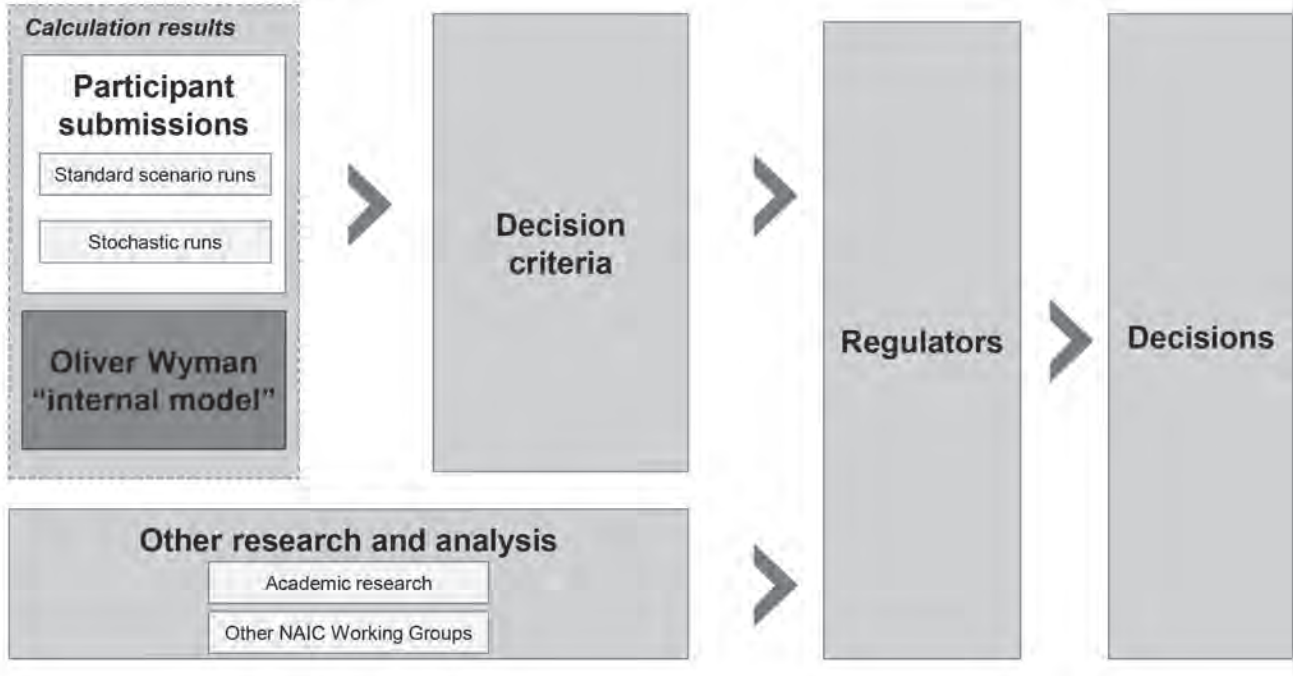 Calculation results
Participant
submissions
Standard scenario runs
Stochastic runs
Oliver Wyman
“internal model”
Decision
criteria
Regulators
Decisions
Other research and analysis
Academic research
Other NAIC Working Groups